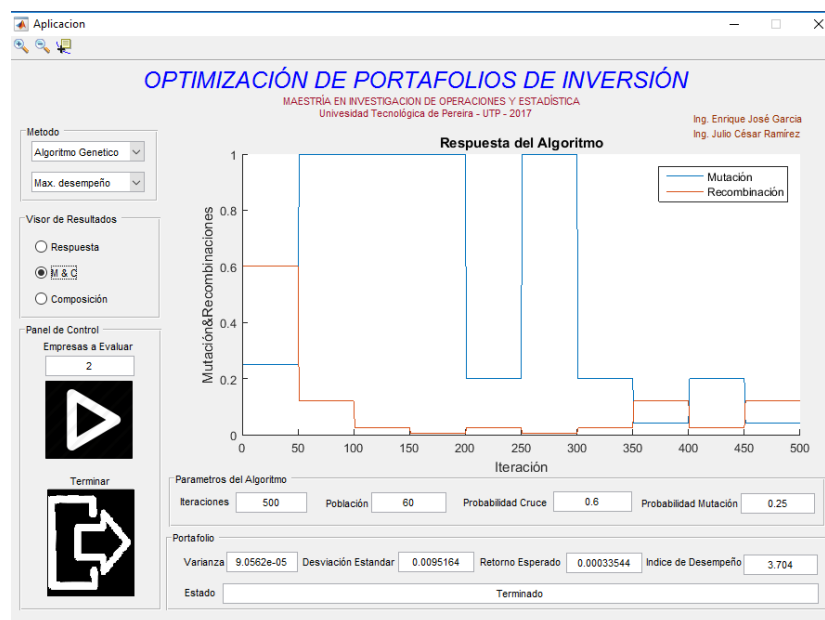 Aplicacion
OPTIMIZACIÓN DE PORTAFOLIOS DE INVERSIÓN
MAESTRÍA EN INVESTIGACION DE OPERACIONES Y ESTADÍSTICA
Univesidad Tecnológica de Pereira - UTP - 2017
Ing. Enrique José Garcia
Ing. Julio César Ramírez
Metodo
Algoritmo Genetico
Max. desempeño
Visor de Resultados
Respuesta
M & C
Composición
Panel de Control
Empresas a Evaluar
2
Terminar
Respuesta del Algoritmo
Mutación
Recombinación
Mutación&Recombinaciones
1
0.8
0.6
0.4
0.2
0
0 50 100 150 200 250 300 350 400 450 500
Iteración
Parametros del Algoritmo
Iteraciones 500 Población 60 Probabilidad Cruce 0.6 Probabilidad Mutación 0.25
Portafolio
Varianza 9.0562e-05 Desviación Estandar 0.0095164 Retorno Esperado 0.00033544 Indice de Desempeño 3.704
Estado Terminado